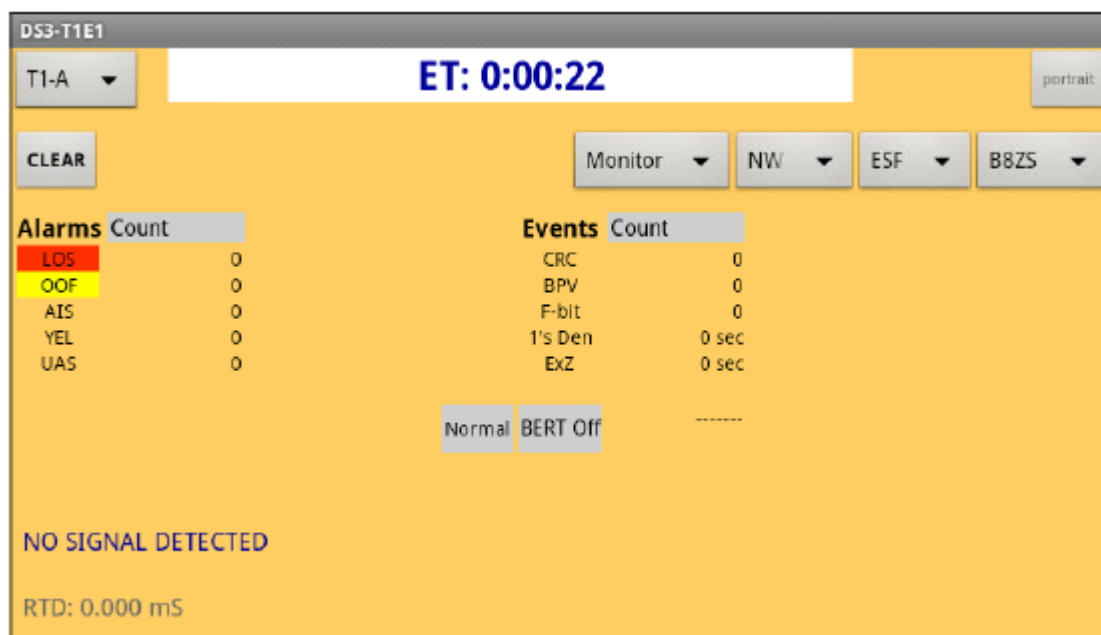 DS3-T1E1
T1-A ET: 0:00:22 portrait
CLEAR Monitor NW ESF B8ZS
Alarms Count Events Count
LOS 0 CRC 0
OOF 0 BPV 0
AIS 0 F-bit 0
YEL 0 1's Den 0 sec
UAS 0 ExZ 0 sec
Normal BERT Off -------
NO SIGNAL DETECTED
RTD: 0.000 mS